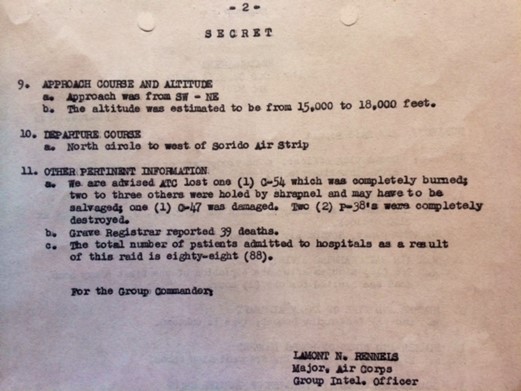 - 2 -
SECRET
9. APPROACH COURSE AND ALTITUDE
a. Approach was from SW - NE
b. The altitude was estimated to be from 15,000 to 18,000 feet.
10. DEPARTURE COURSE
a. North circle to west of Sorido Air Strip
11. OTHER PERTINENT INFORMATION
a. We are advised ATC lost one (1) C-54 which was completely burned;
two to three others were holed by shrapnel and may have to be
salvaged; one (1) C-47 was damaged. Two (2) P-38's were completely
destroyed.
b. Grave Registrar reported 39 deaths.
c. The total number of patients admitted to hospitals as a result
of this raid is eighty-eight (88).
For the Group Commander;
LAMONT N. RENNELS
Major, Air Corps
Group Intel. Officer